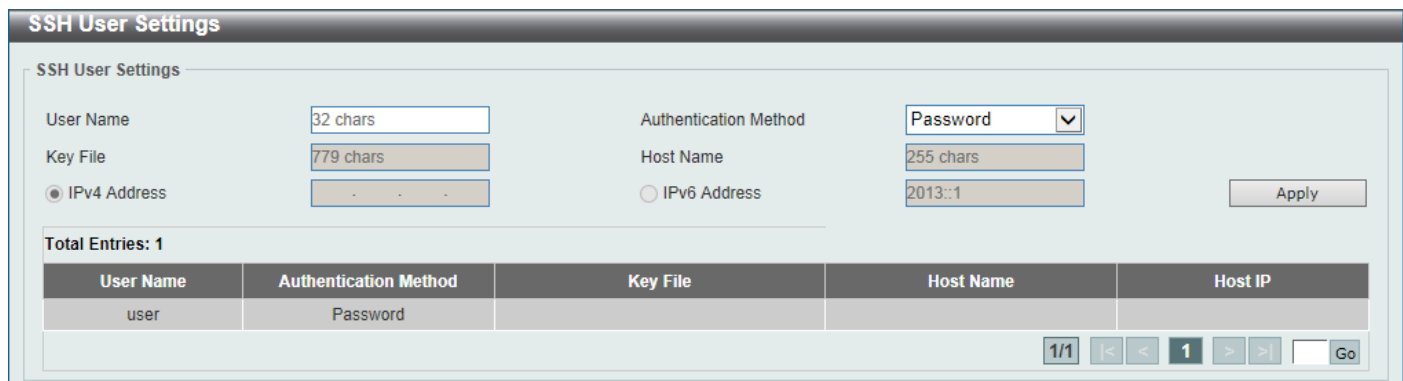 SSH User Settings
SSH User Settings
User Name 32 chars Authentication Method Password
Key File 779 chars Host Name 255 chars
IPv4 Address . . . IPv6 Address 2013::1 Apply
Total Entries: 1
User Name Authentication Method Key File Host Name Host IP
user Password
1/1 |< < 1 > >| Go